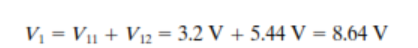 V₁ = V₁₁ + V₁₂ = 3.2 V + 5.44 V = 8.64 V